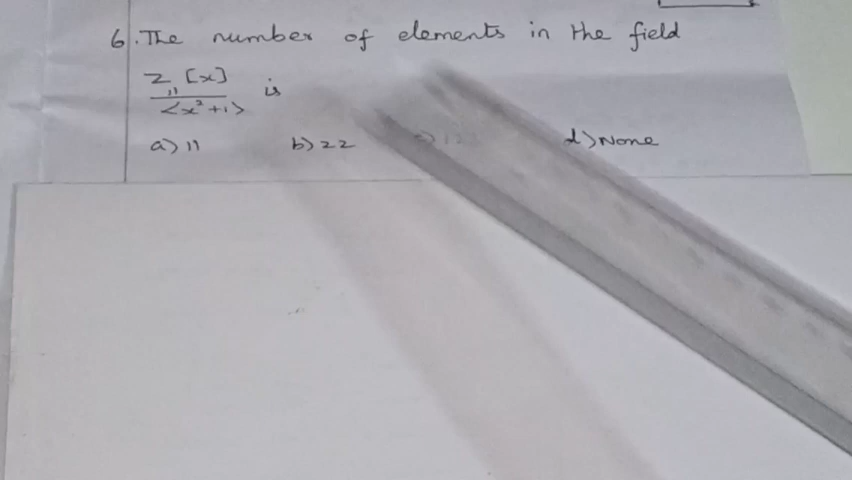 6. The number of elements in the field
Z₁₁ [x]
<x² + 1> is
a) 11 b) 22 d) None